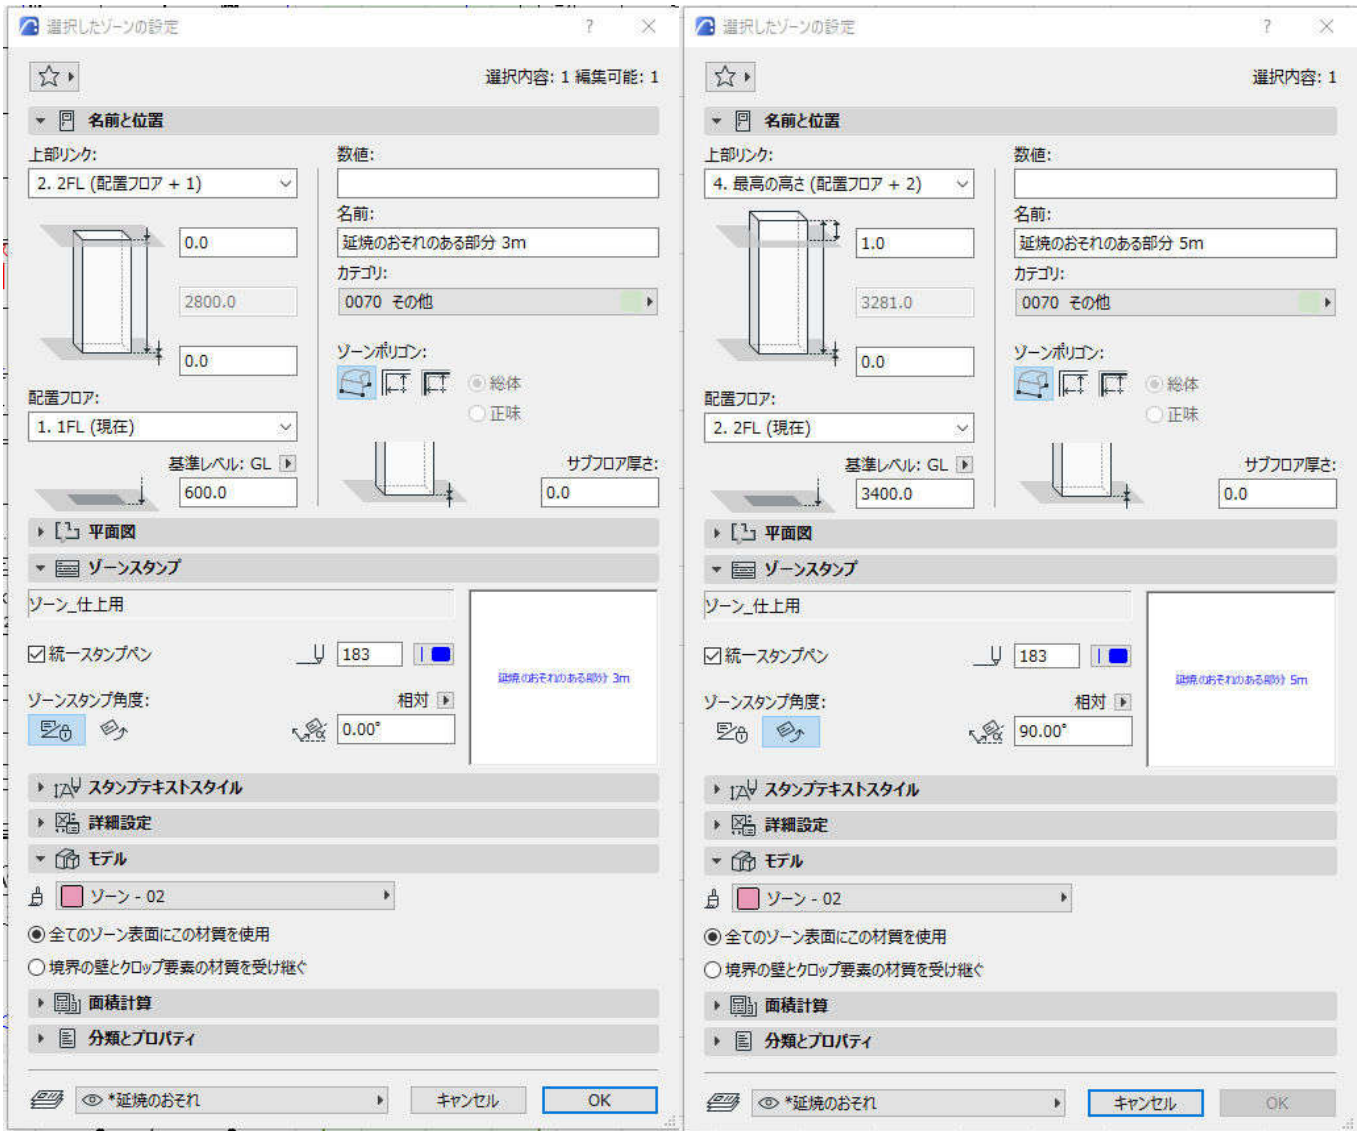 選択したゾーンの設定
?
選択内容: 1 編集可能: 1
名前と位置
上部リンク:
数値:
2. 2FL (配置フロア + 1)
名前:
0.0
延焼のおそれのある部分 3m
カテゴリ:
2800.0
0070 その他
ゾーンポリゴン:
0.0
総体
配置フロア:
正味
1. 1FL (現在)
基準レベル: GL
サブフロア厚さ:
600.0
0.0
平面図
ゾーンスタンプ
ゾーン_仕上用
統一スタンプペン
183
延焼のおそれのある部分 3m
ゾーンスタンプ角度:
相対
0.00°
スタンプテキストスタイル
詳細設定
モデル
ゾーン - 02
全てのゾーン表面にこの材質を使用
境界の壁とクロップ要素の材質を受け継ぐ
面積計算
分類とプロパティ
*延焼のおそれ
キャンセル
OK
選択したゾーンの設定
?
選択内容: 1
名前と位置
上部リンク:
数値:
4. 最高の高さ (配置フロア + 2)
名前:
1.0
延焼のおそれのある部分 5m
カテゴリ:
3281.0
0070 その他
ゾーンポリゴン:
0.0
総体
配置フロア:
正味
2. 2FL (現在)
基準レベル: GL
サブフロア厚さ:
3400.0
0.0
平面図
ゾーンスタンプ
ゾーン_仕上用
統一スタンプペン
183
延焼のおそれのある部分 5m
ゾーンスタンプ角度:
相対
90.00°
スタンプテキストスタイル
詳細設定
モデル
ゾーン - 02
全てのゾーン表面にこの材質を使用
境界の壁とクロップ要素の材質を受け継ぐ
面積計算
分類とプロパティ
*延焼のおそれ
キャンセル
OK